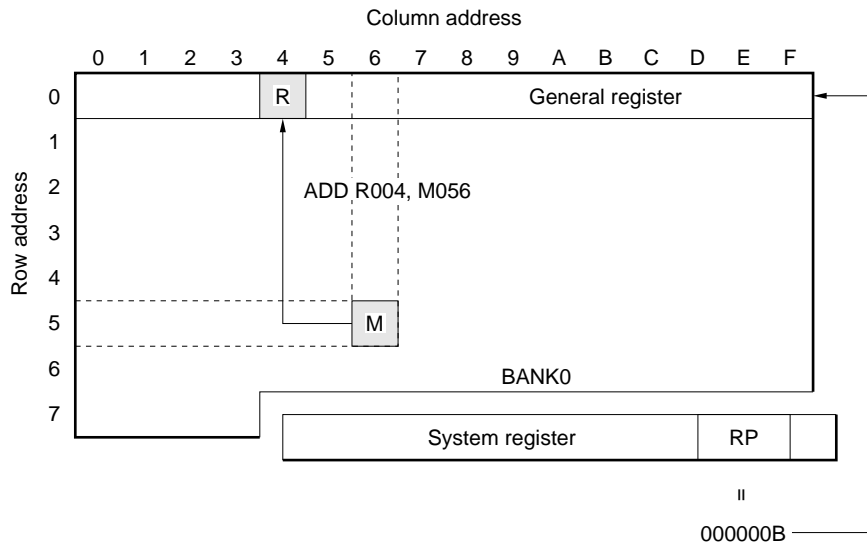 Column address
0 1 2 3 4 5 6 7 8 9 A B C D E F
Row address
0 R General register
1
2 ADD R004, M056
3
4
5 M
6 BANK0
7
System register RP
=
000000B